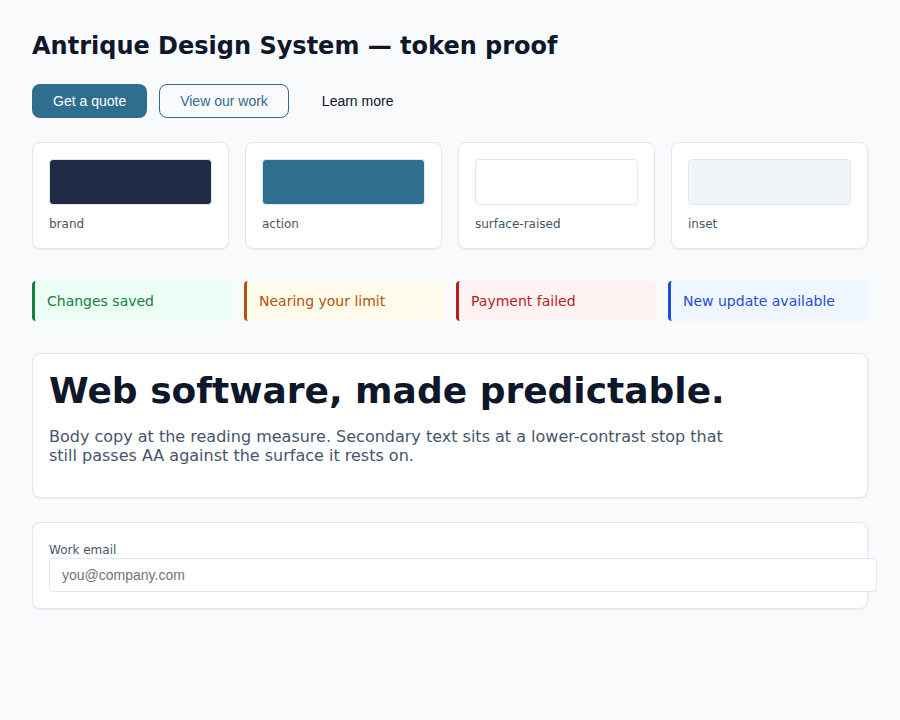 Antrique Design System — token proof
Get a quote
View our work
Learn more
brand
action
surface-raised
inset
Changes saved
Nearing your limit
Payment failed
New update available
Web software, made predictable.
Body copy at the reading measure. Secondary text sits at a lower-contrast stop that
still passes AA against the surface it rests on.
Work email
you@company.com